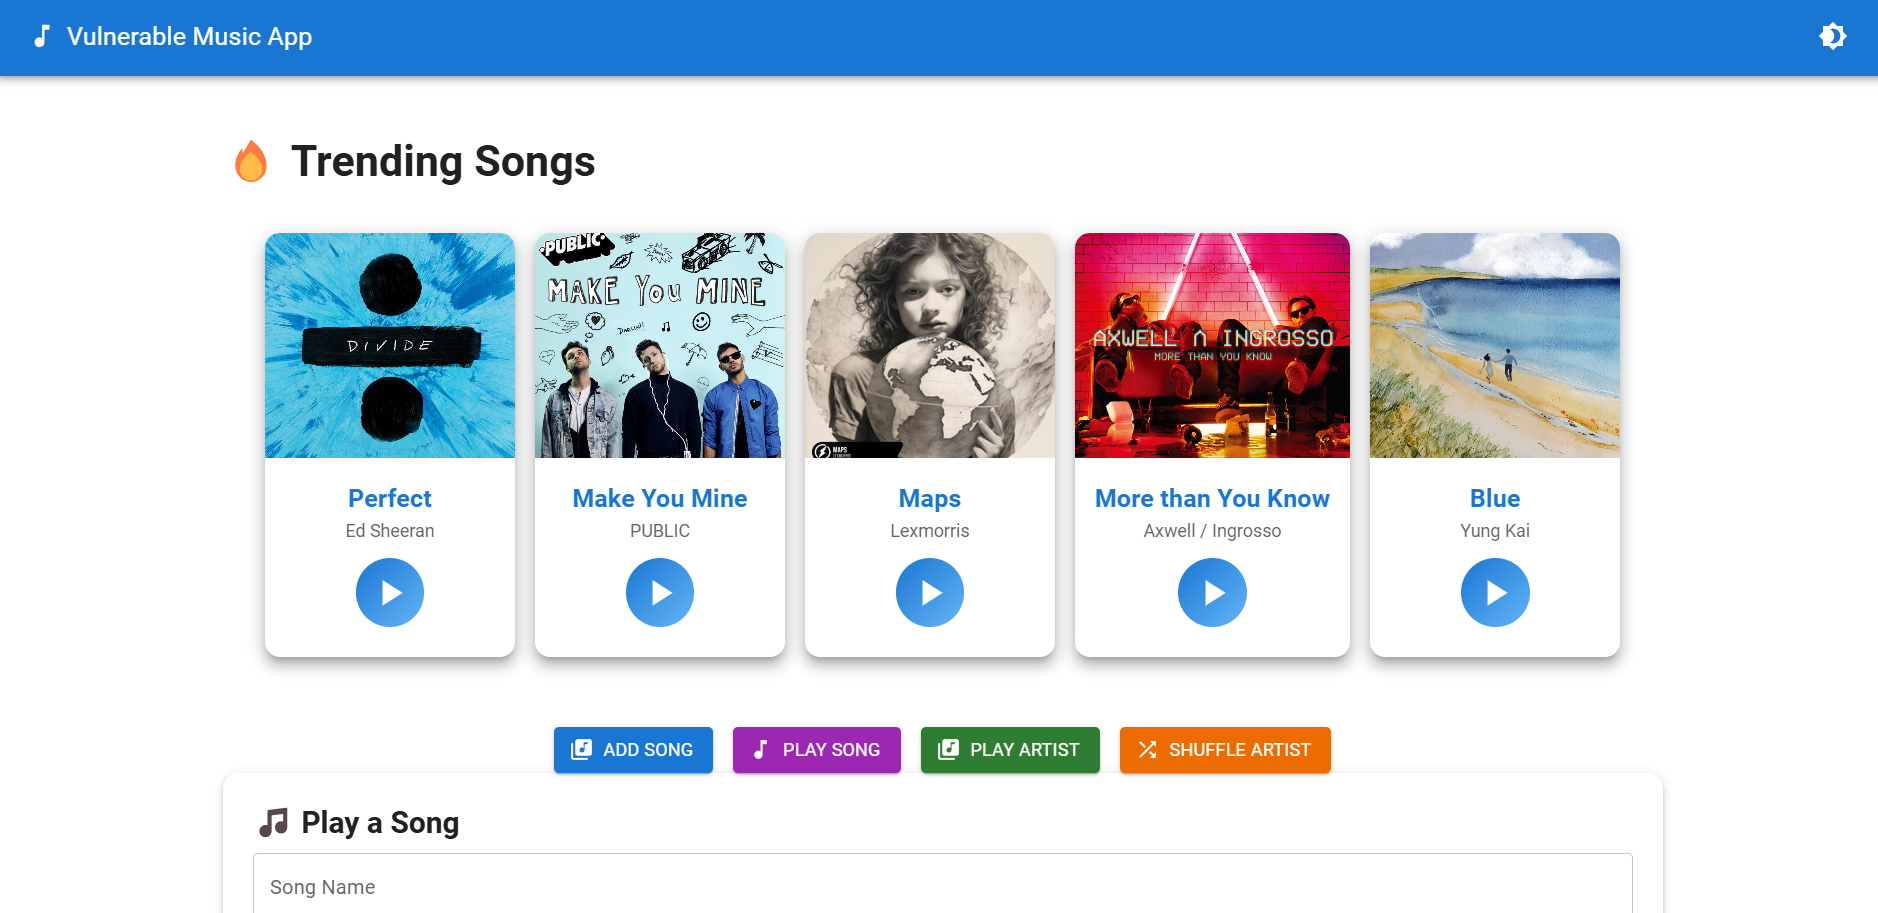 Vulnerable Music App
Trending Songs
DIVIDE
PUBLIC
MAKE YOU MINE
AXWELL Λ INGROSSO
MORE THAN YOU KNOW
MAPS
LEXMORRIS
Perfect
Make You Mine
Maps
More than You Know
Blue
Ed Sheeran
PUBLIC
Lexmorris
Axwell / Ingrosso
Yung Kai
ADD SONG
PLAY SONG
PLAY ARTIST
SHUFFLE ARTIST
Play a Song
Song Name